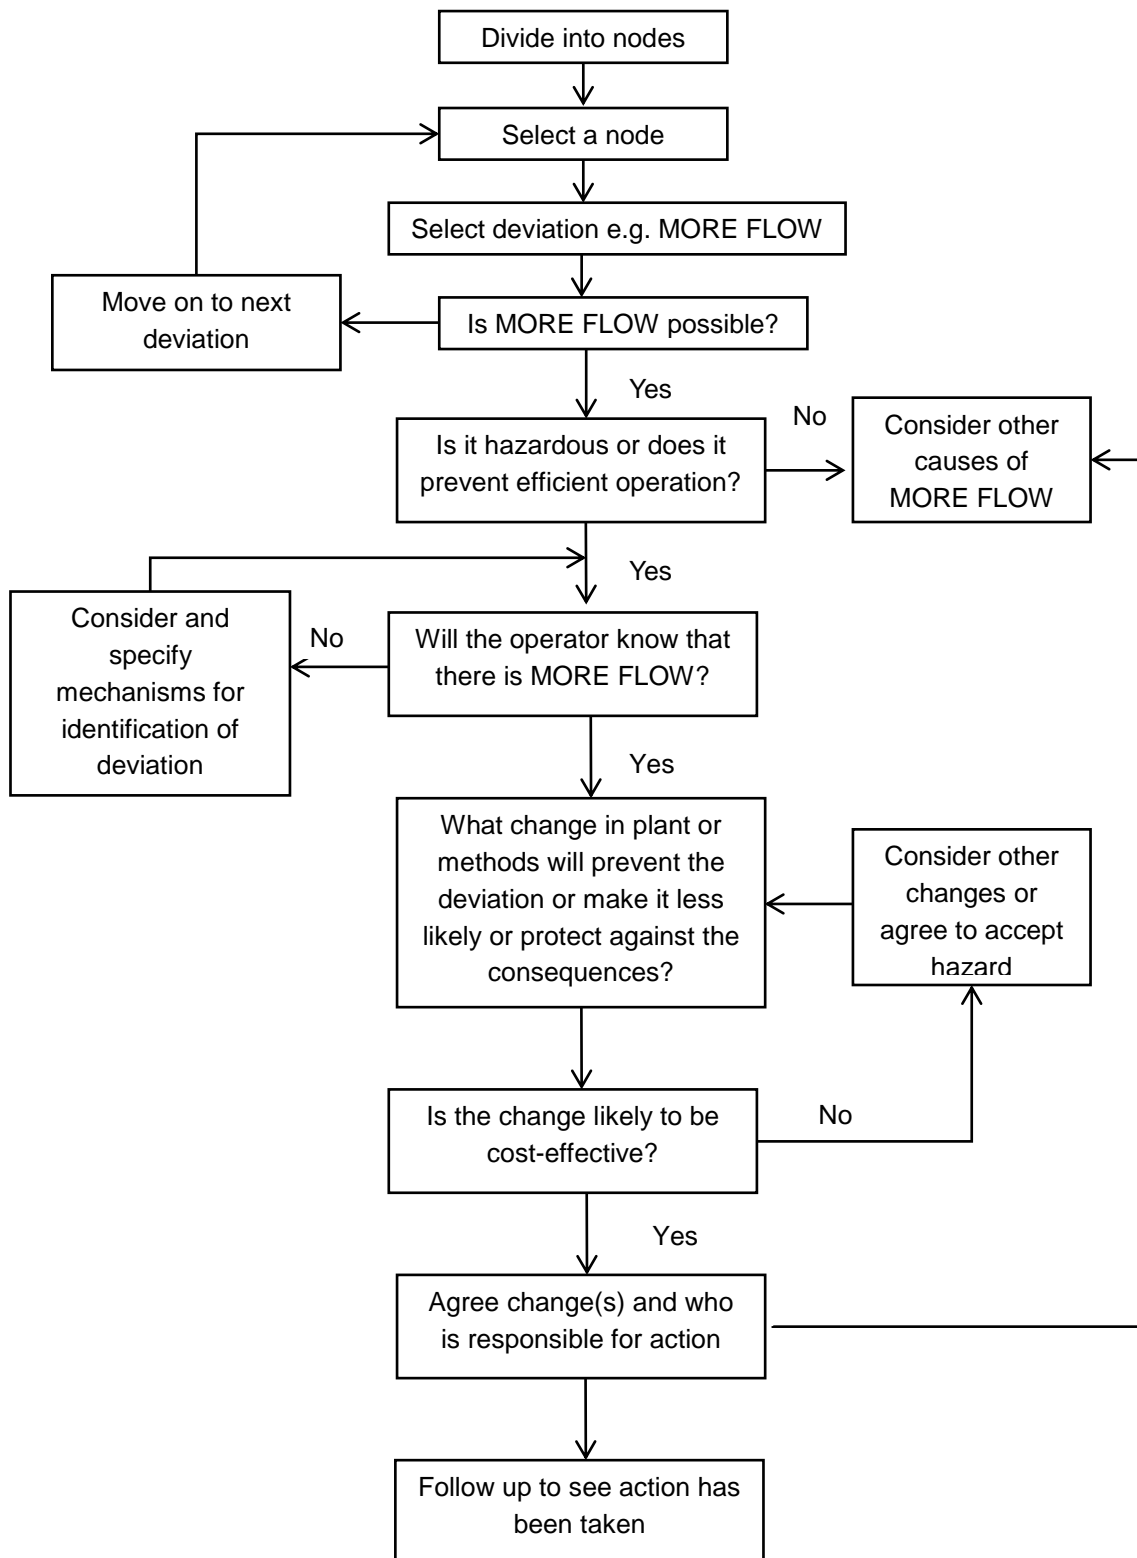 Divide into nodes
Select a node
Select deviation e.g. MORE FLOW
Move on to next
deviation
Is MORE FLOW possible?
Yes
Is it hazardous or does it
prevent efficient operation?
No
Consider other
causes of
MORE FLOW
Yes
Consider and
specify
mechanisms for
identification of
deviation
No
Will the operator know that
there is MORE FLOW?
Yes
What change in plant or
methods will prevent the
deviation or make it less
likely or protect against the
consequences?
Consider other
changes or
agree to accept
hazard
Is the change likely to be
cost-effective?
No
Yes
Agree change(s) and who
is responsible for action
Follow up to see action has
been taken